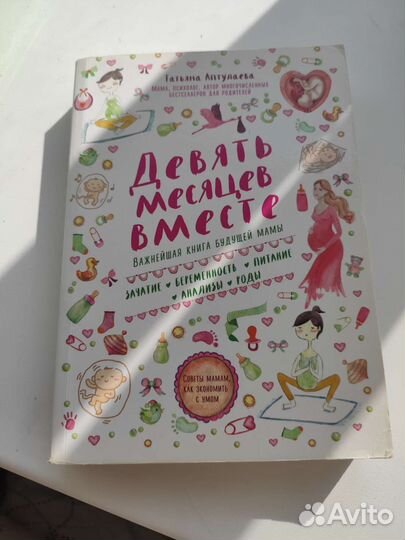 Татьяна Аптулаева
Мама, психолог, автор многочисленных
бестселлеров для родителей
Девять
месяцев
вместе
Важнейшая книга будущей мамы
Зачатие ♥ Беременность ♥ Питание
♥ Анализы ♥ Роды
Советы мамам,
как экономить
с умом
Avito